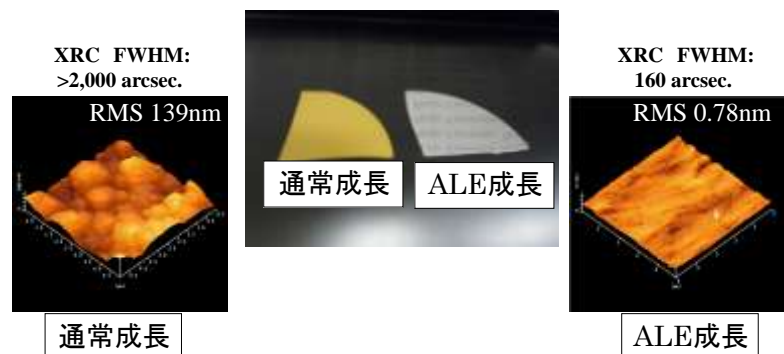 XRC FWHM:
>2,000 arcsec.
RMS 139nm
通常成長
通常成長
ALE成長
XRC FWHM:
160 arcsec.
RMS 0.78nm
ALE成長